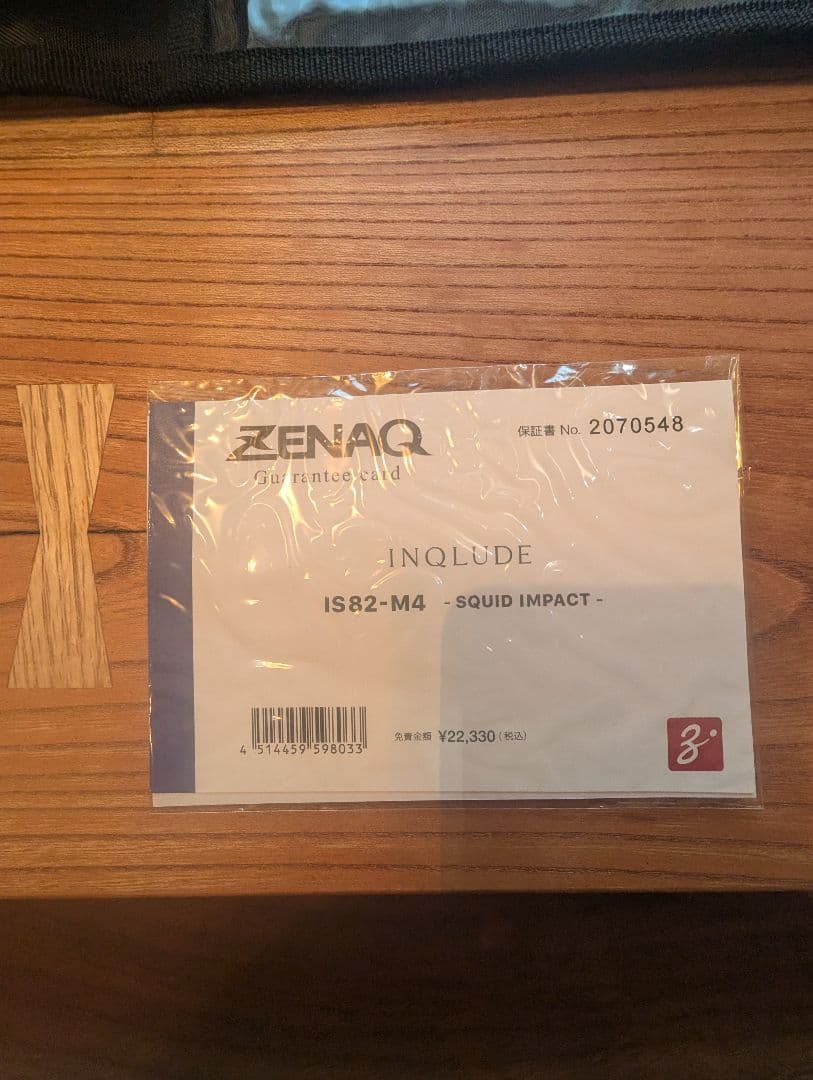 ZENAQ
Guarantee card
保証書 No. 2070548
INQLUDE
IS82-M4 - SQUID IMPACT -
4 514459 598033
免責金額 ¥22,330(税込)